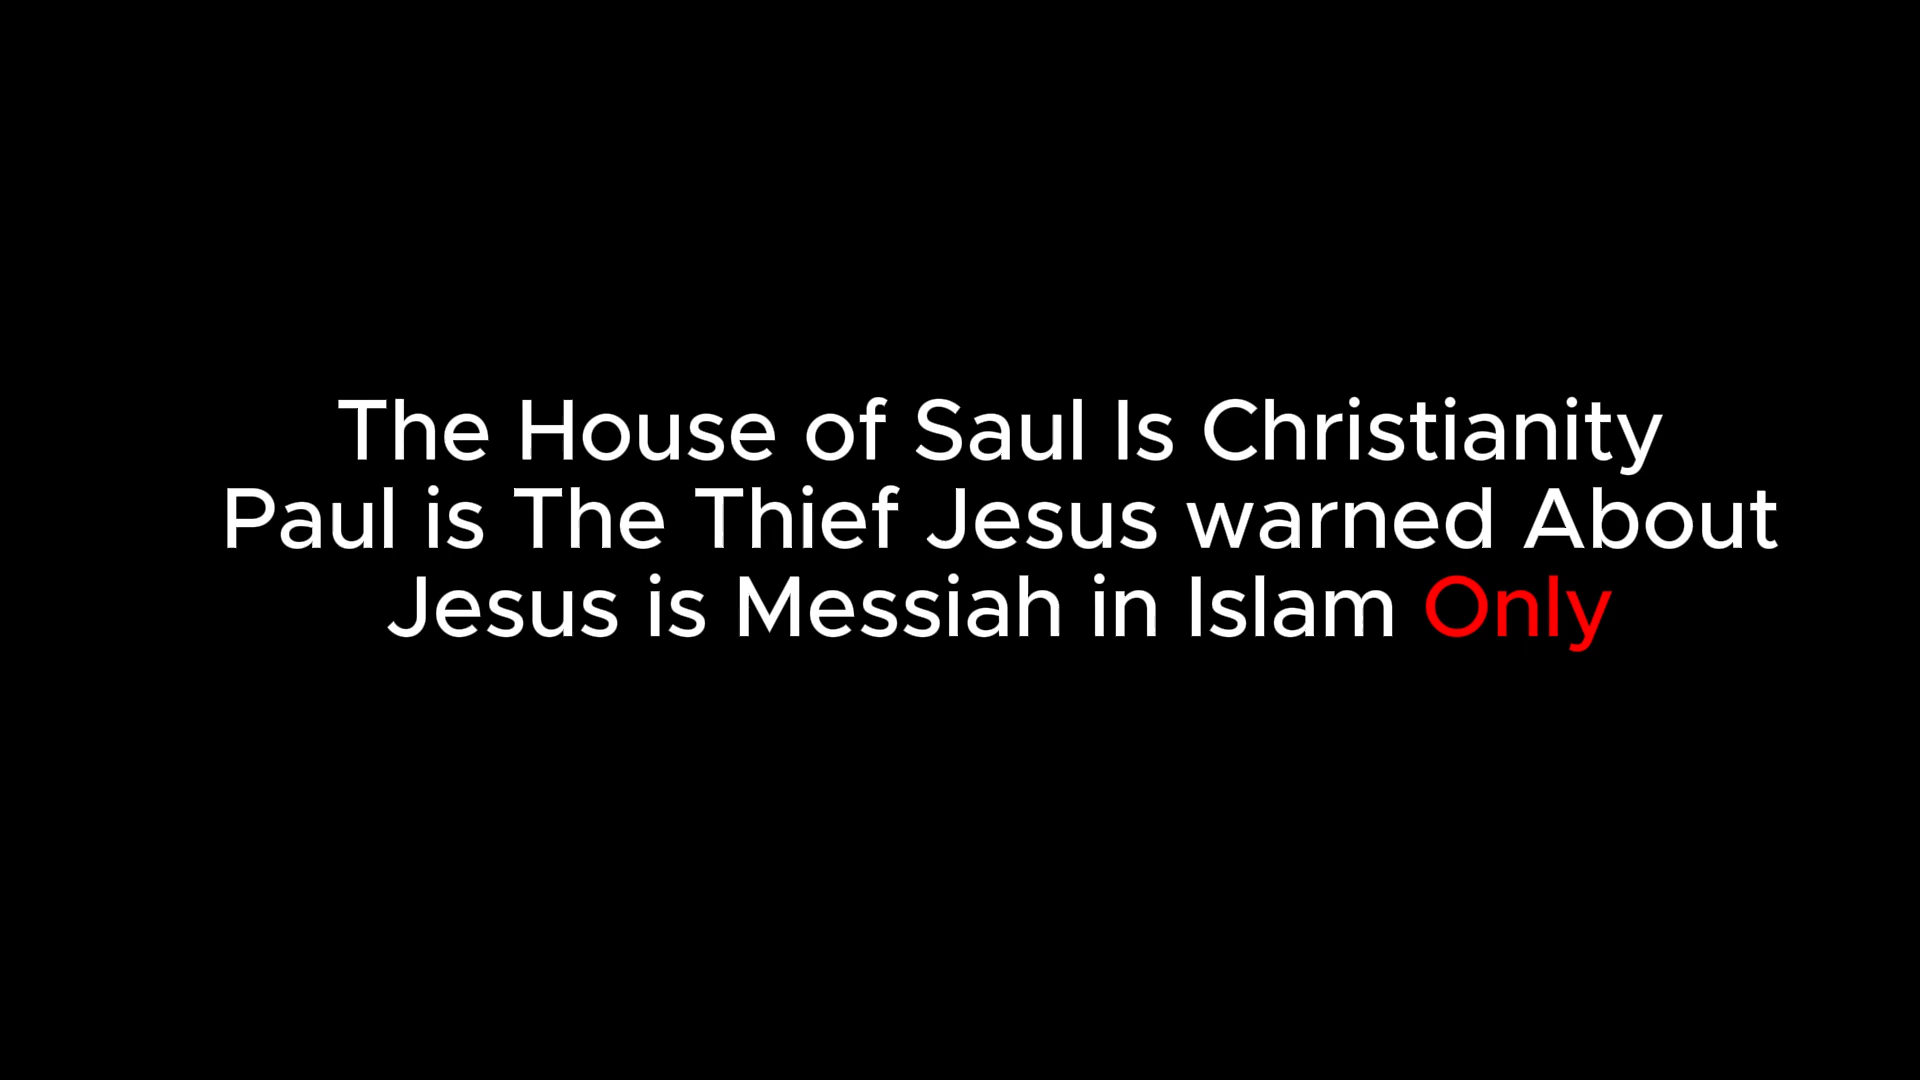 The House of Saul Is Christianity
Paul is The Thief Jesus warned About
Jesus is Messiah in Islam Only